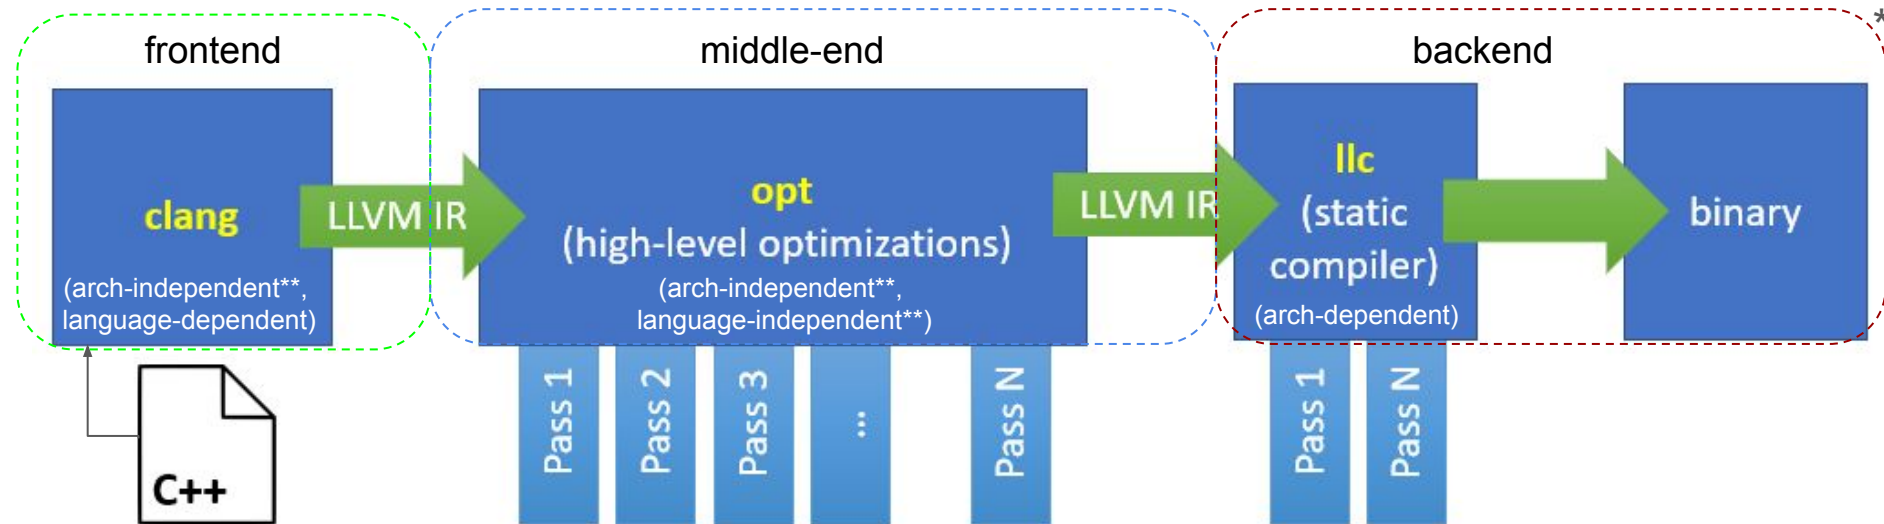 frontend
middle-end
backend
*
clang
(arch-independent**,
language-dependent)
LLVM IR
opt
(high-level optimizations)
(arch-independent**,
language-independent**)
LLVM IR
llc
(static
compiler)
(arch-dependent)
binary
C++
Pass 1
Pass 2
Pass 3
...
Pass N
Pass 1
Pass N